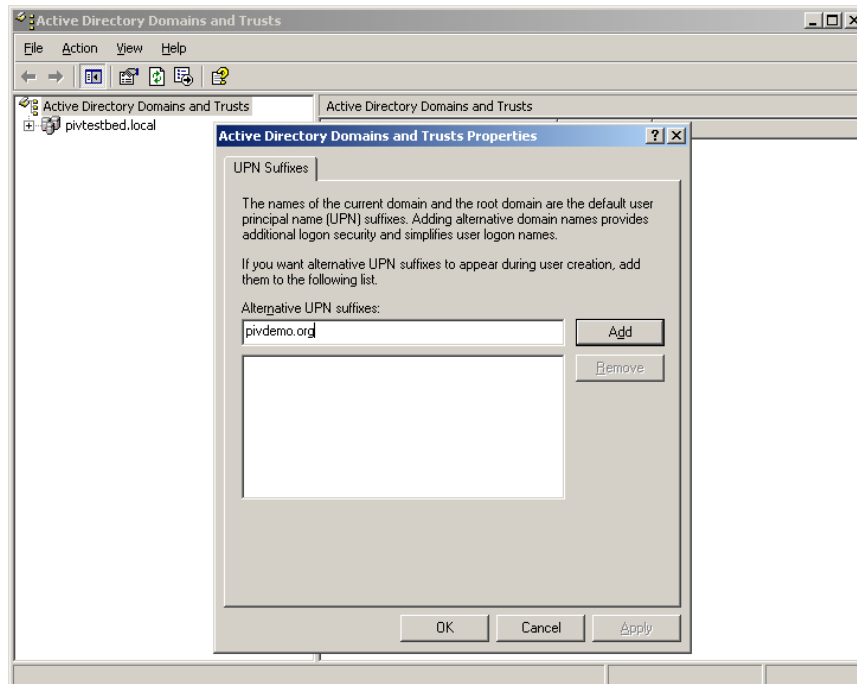 Active Directory Domains and Trusts
File Action View Help
Active Directory Domains and Trusts
pivtestbed.local
Active Directory Domains and Trusts
Active Directory Domains and Trusts Properties
UPN Suffixes
The names of the current domain and the root domain are the default user
principal name (UPN) suffixes. Adding alternative domain names provides
additional logon security and simplifies user logon names.
If you want alternative UPN suffixes to appear during user creation, add
them to the following list.
Alternative UPN suffixes:
pivdemo.org
Add
Remove
OK Cancel Apply